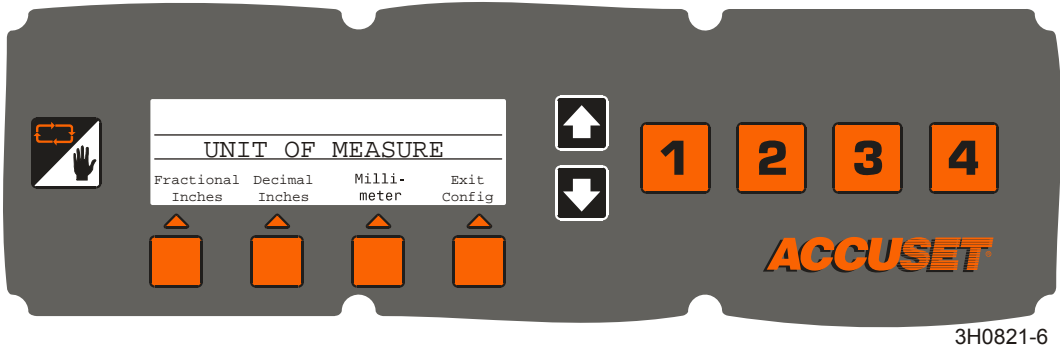 UNIT OF MEASURE
Fractional Inches
Decimal Inches
Milli-meter
Exit Config
1 2 3 4
ACCUSET
3H0821-6